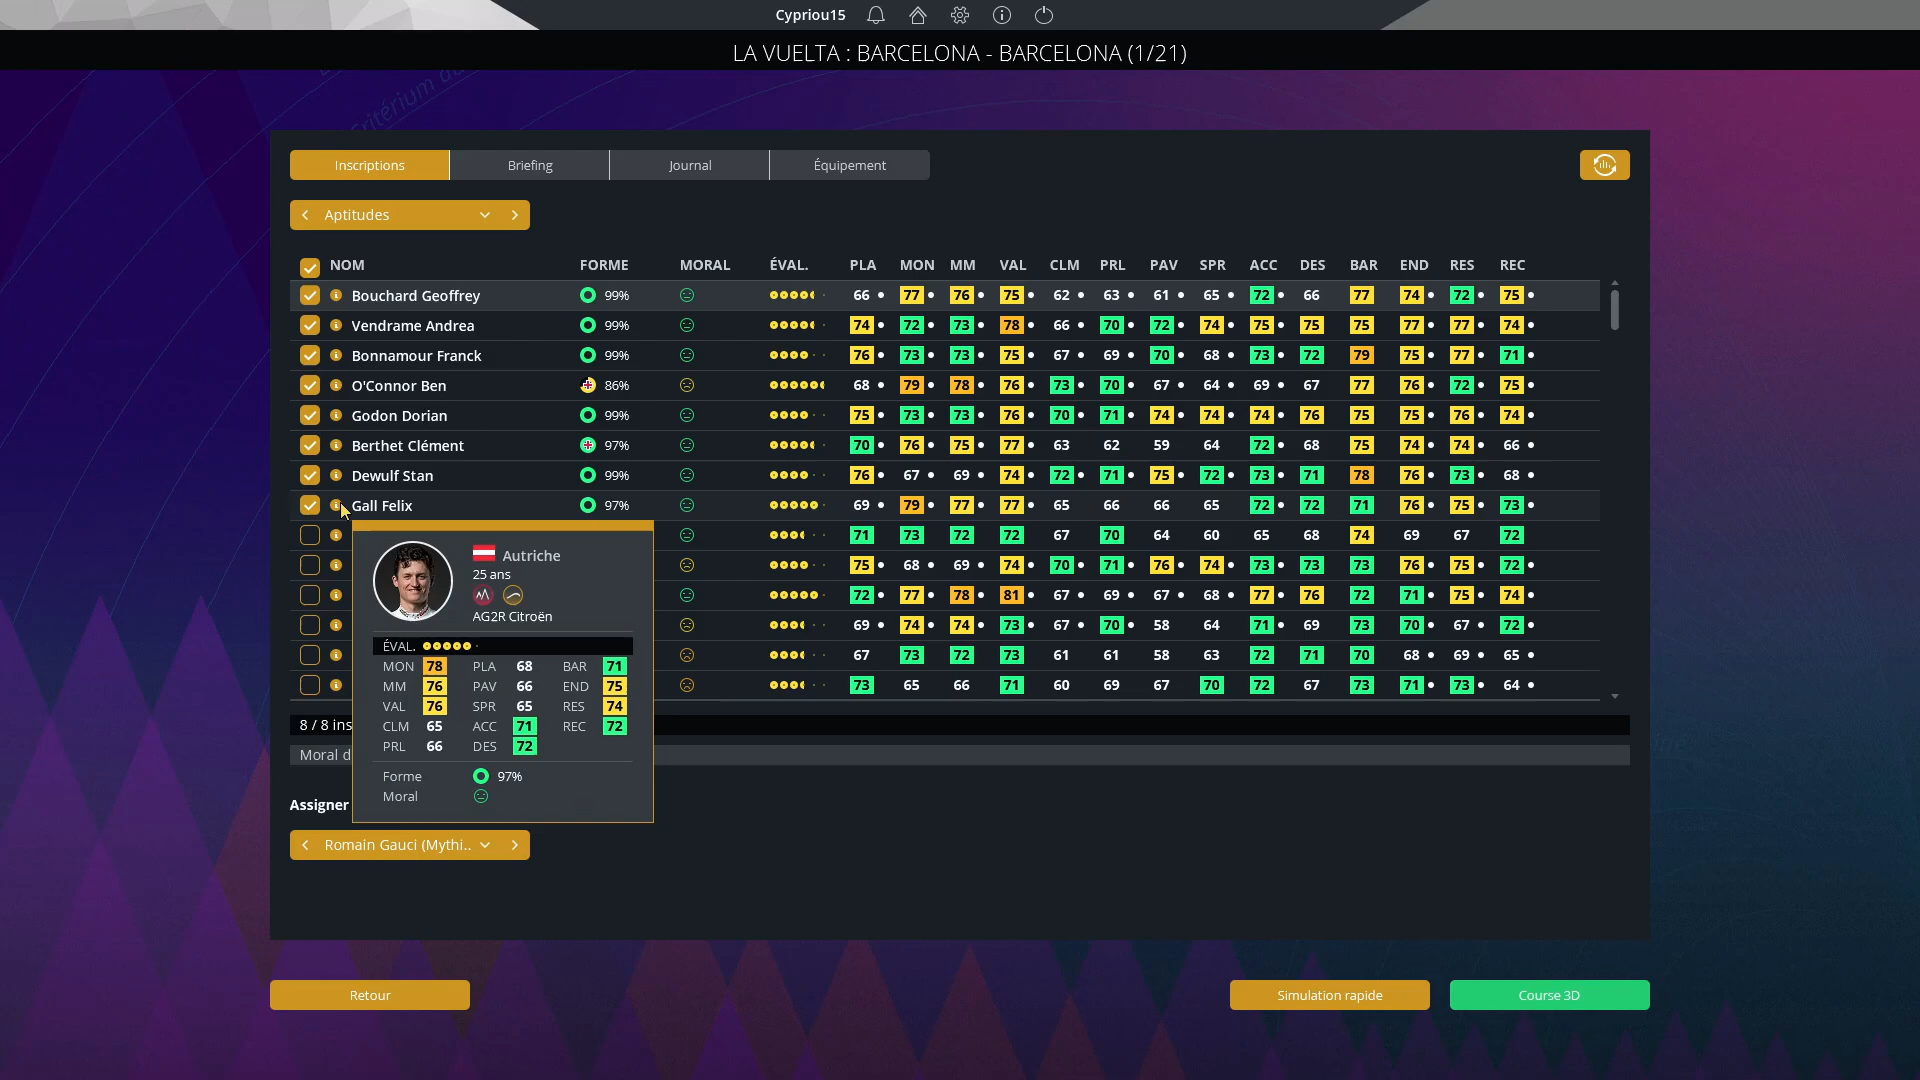 Cypriou15
LA VUELTA : BARCELONA - BARCELONA (1/21)
Critérium
Inscriptions Briefing Journal Équipement
Aptitudes
NOM FORME MORAL ÉVAL. PLA MON MM VAL CLM PRL PAV SPR ACC DES BAR END RES REC
Bouchard Geoffrey 99% 66 77 76 75 62 63 61 65 72 66 77 74 72 75
Vendrame Andrea 99% 74 72 73 78 66 70 72 74 75 75 75 77 77 74
Bonnamour Franck 99% 76 73 73 75 67 69 70 68 73 72 79 75 77 71
O'Connor Ben 86% 68 79 78 76 73 70 67 64 69 67 77 76 72 75
Godon Dorian 99% 75 73 73 76 70 71 74 74 74 76 75 75 76 74
Berthet Clément 97% 70 76 75 77 63 62 59 64 72 68 75 74 74 66
Dewulf Stan 99% 76 67 69 74 72 71 75 72 73 71 78 76 73 68
Gall Felix 97% 69 79 77 77 65 66 66 65 72 72 71 76 75 73
71 73 72 72 67 70 64 60 65 68 74 69 67 72
75 68 69 74 70 71 76 74 73 73 73 76 75 72
72 77 78 81 67 69 67 68 77 76 72 71 75 74
69 74 74 73 67 70 58 64 71 69 73 70 67 72
67 73 72 73 61 61 58 63 72 71 70 68 69 65
73 65 66 71 60 69 67 70 72 67 73 71 73 64
Autriche
25 ans
AG2R Citroën
ÉVAL.
MON 78 PLA 68 BAR 71
MM 76 PAV 66 END 75
VAL 76 SPR 65 RES 74
CLM 65 ACC 71 REC 72
PRL 66 DES 72
Forme 97%
Moral
8 / 8 ins
Moral d
Assigner
Romain Gauci (Mythi..
Retour Simulation rapide Course 3D